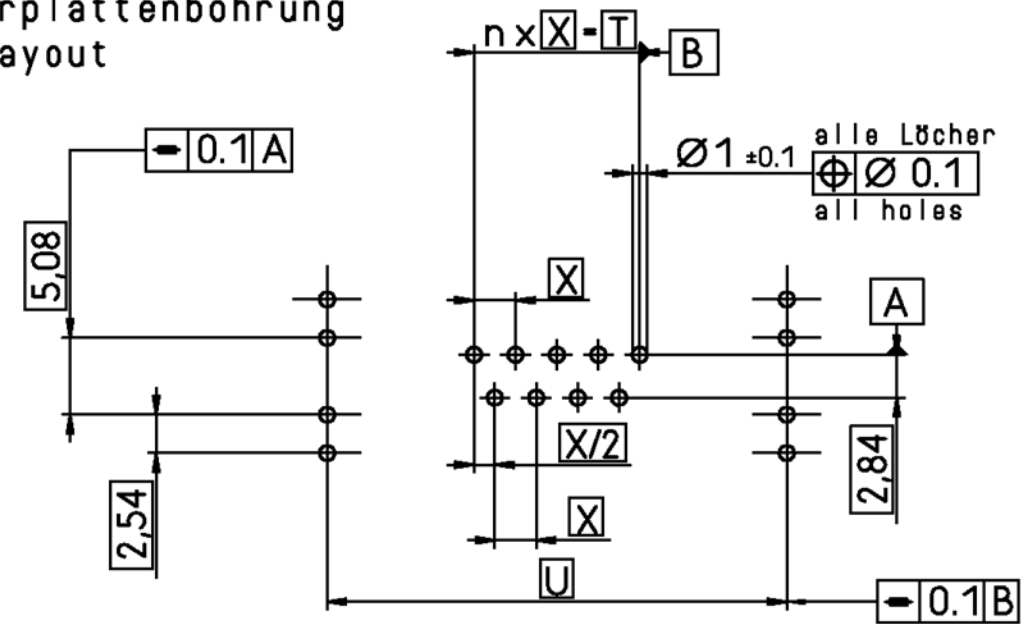 rplattenbohrung
ayout
n x X = T
B
0.1 A
Ø1 ±0.1
alle Löcher
Ø 0.1
all holes
5,08
X
A
X/2
2,84
2,54
X
U
0.1 B